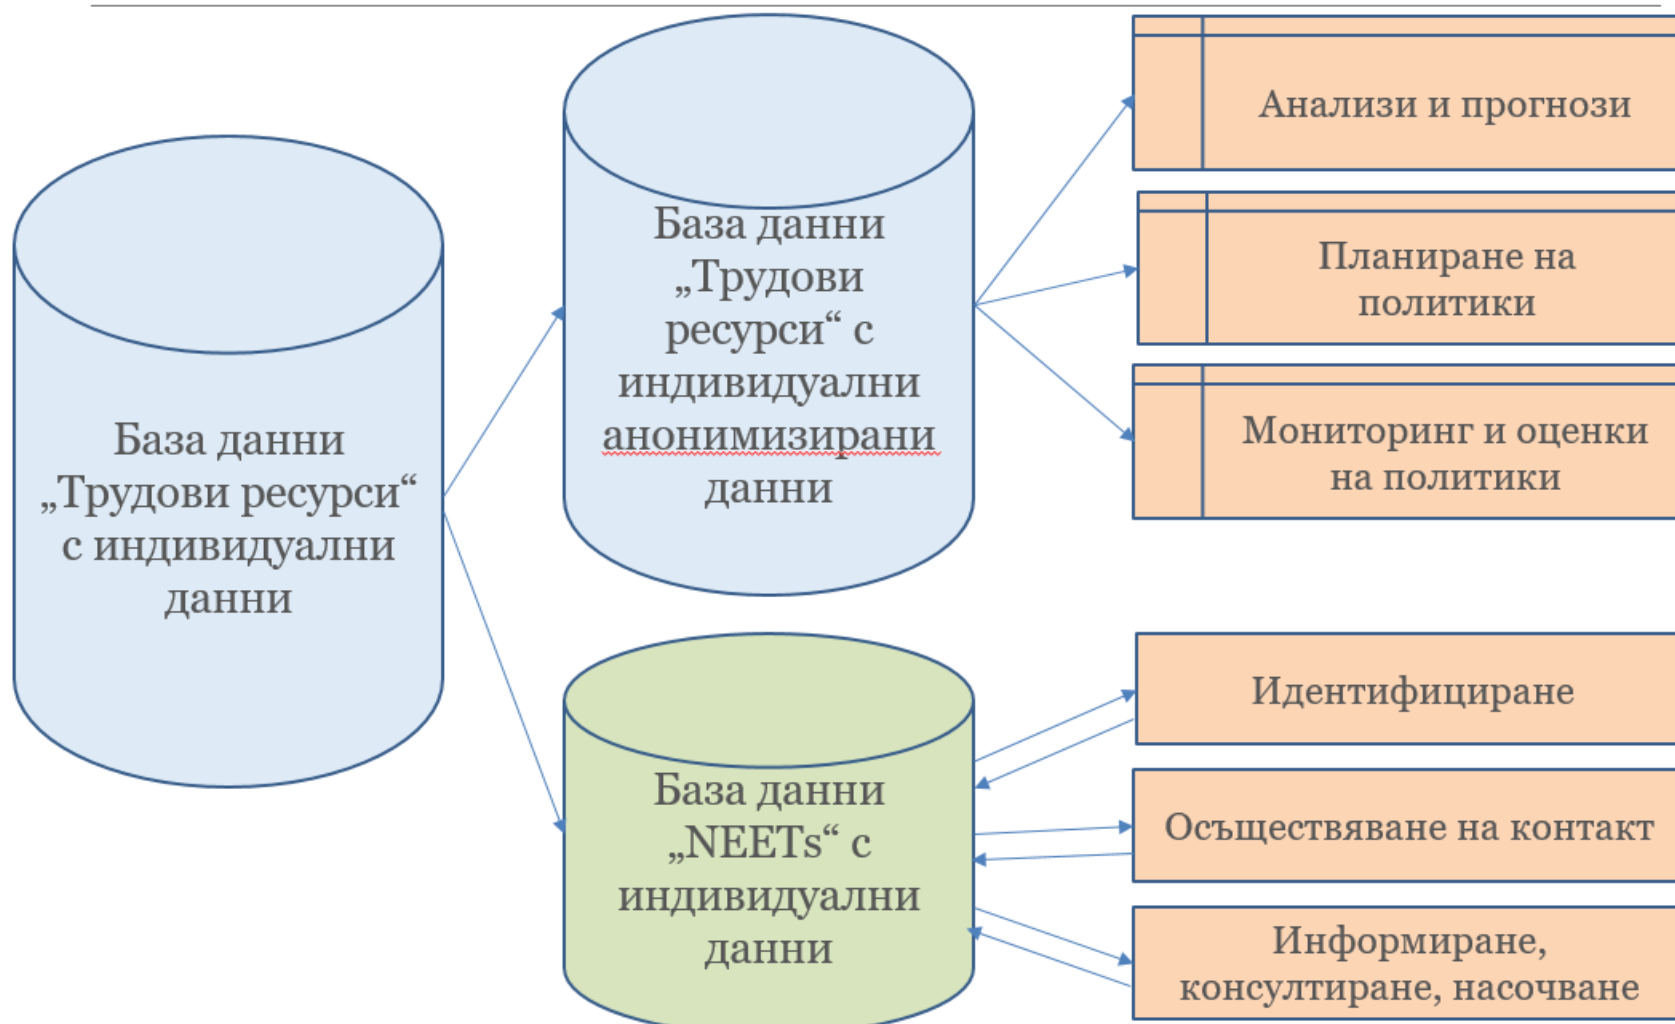 База данни
„Трудови ресурси“
с индивидуални
данни
База данни
„Трудови
ресурси“ с
индивидуални
анонимизирани
данни
Анализи и прогнози
Планиране на
политики
Мониторинг и оценки
на политики
База данни
„NEETs“ с
индивидуални
данни
Идентифициране
Осъществяване на контакт
Информиране,
консултиране, насочване